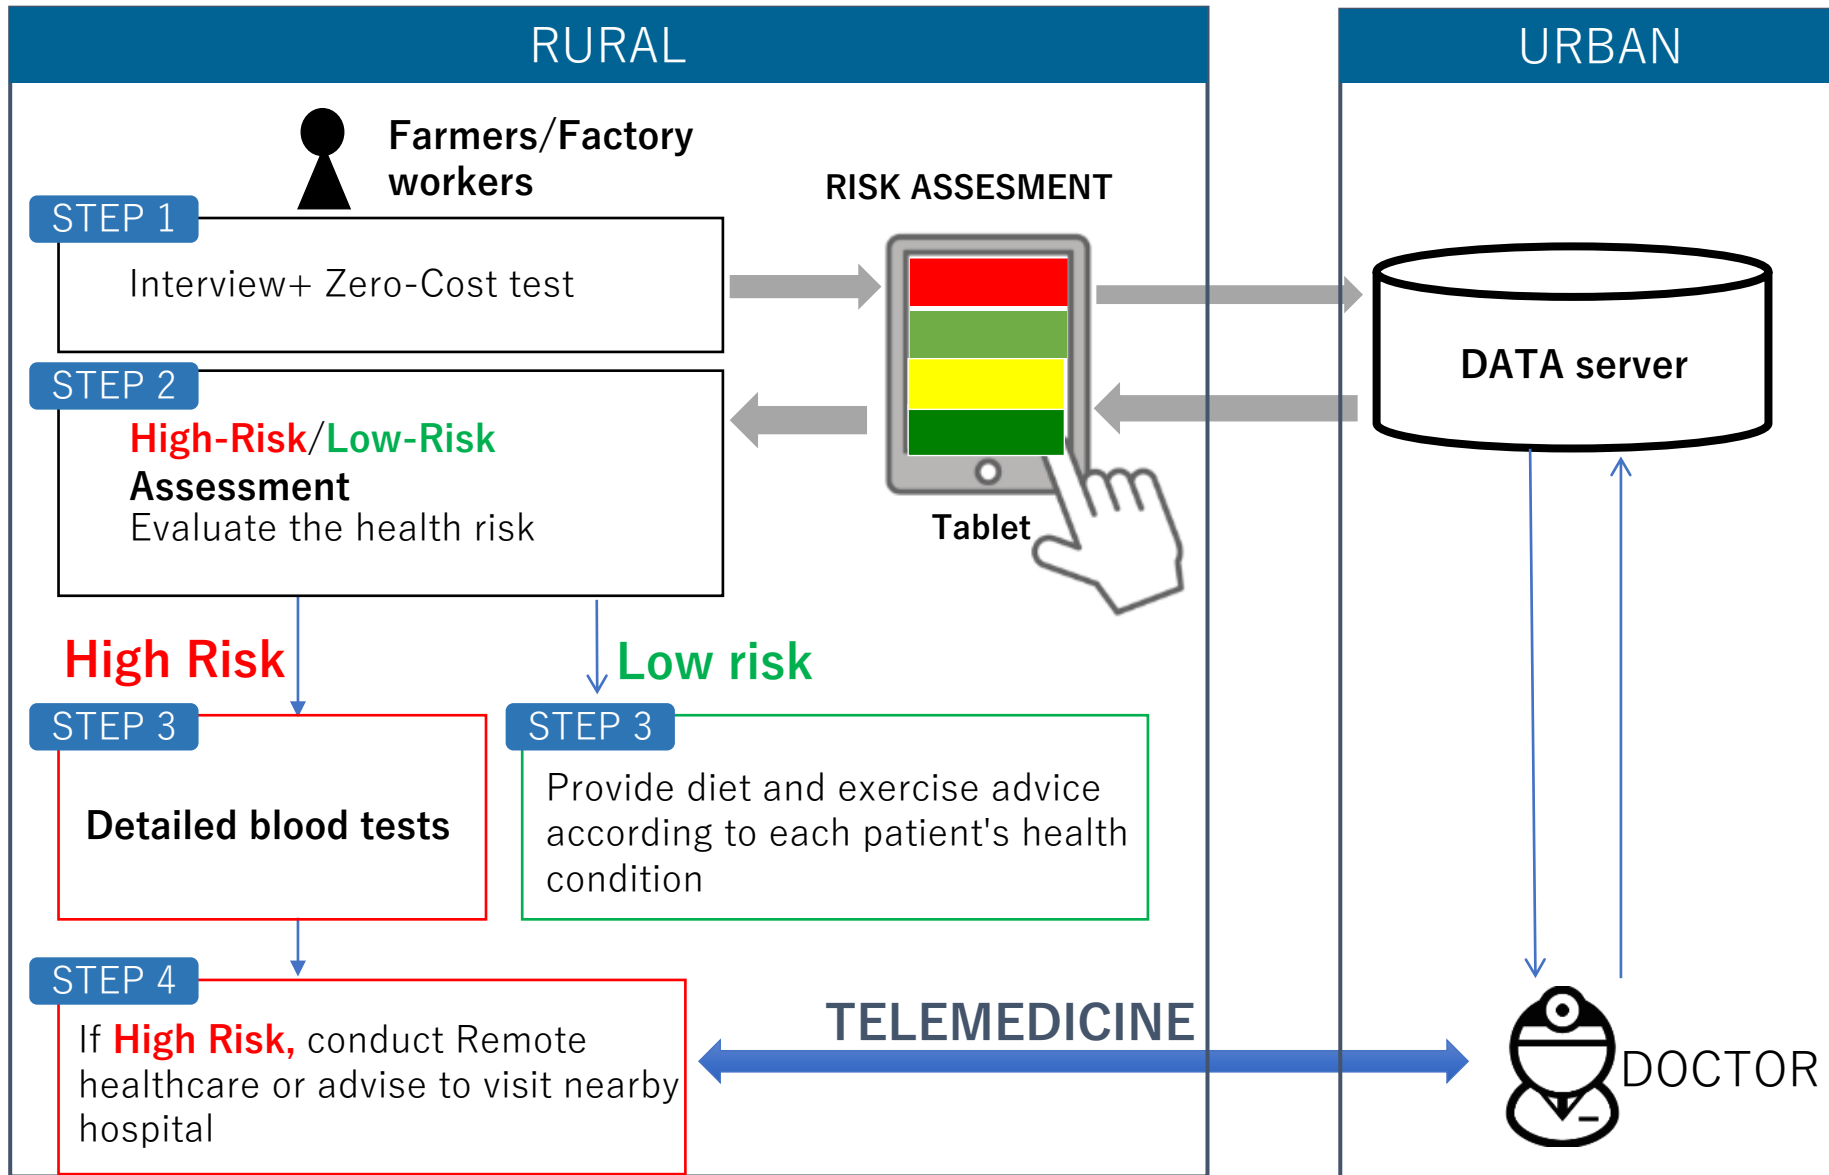 RURAL
URBAN
Farmers/Factory
workers
RISK ASSESMENT
STEP 1
Interview+ Zero-Cost test
STEP 2
High-Risk/Low-Risk
Assessment
Evaluate the health risk
Tablet
DATA server
High Risk
Low risk
STEP 3
Detailed blood tests
STEP 3
Provide diet and exercise advice
according to each patient's health
condition
STEP 4
If High Risk, conduct Remote
healthcare or advise to visit nearby
hospital
TELEMEDICINE
DOCTOR